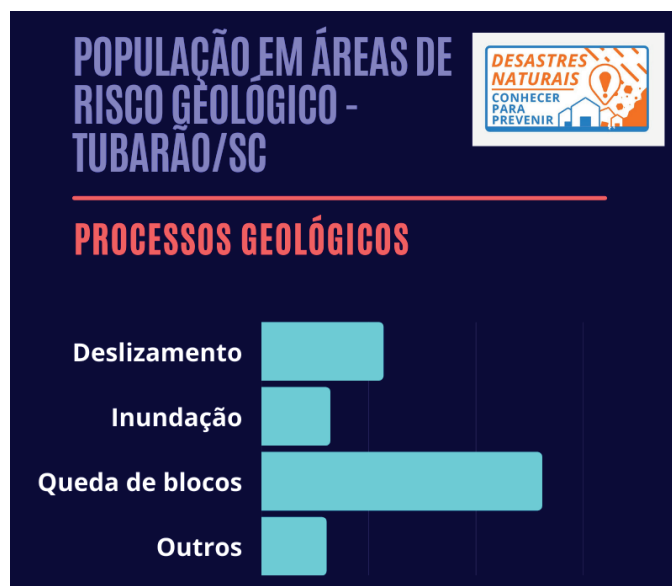 POPULAÇÃO EM ÁREAS DE
RISCO GEOLÓGICO -
TUBARÃO/SC
DESASTRES
NATURAIS
CONHECER
PARA
PREVENIR
PROCESSOS GEOLÓGICOS
Deslizamento
Inundação
Queda de blocos
Outros